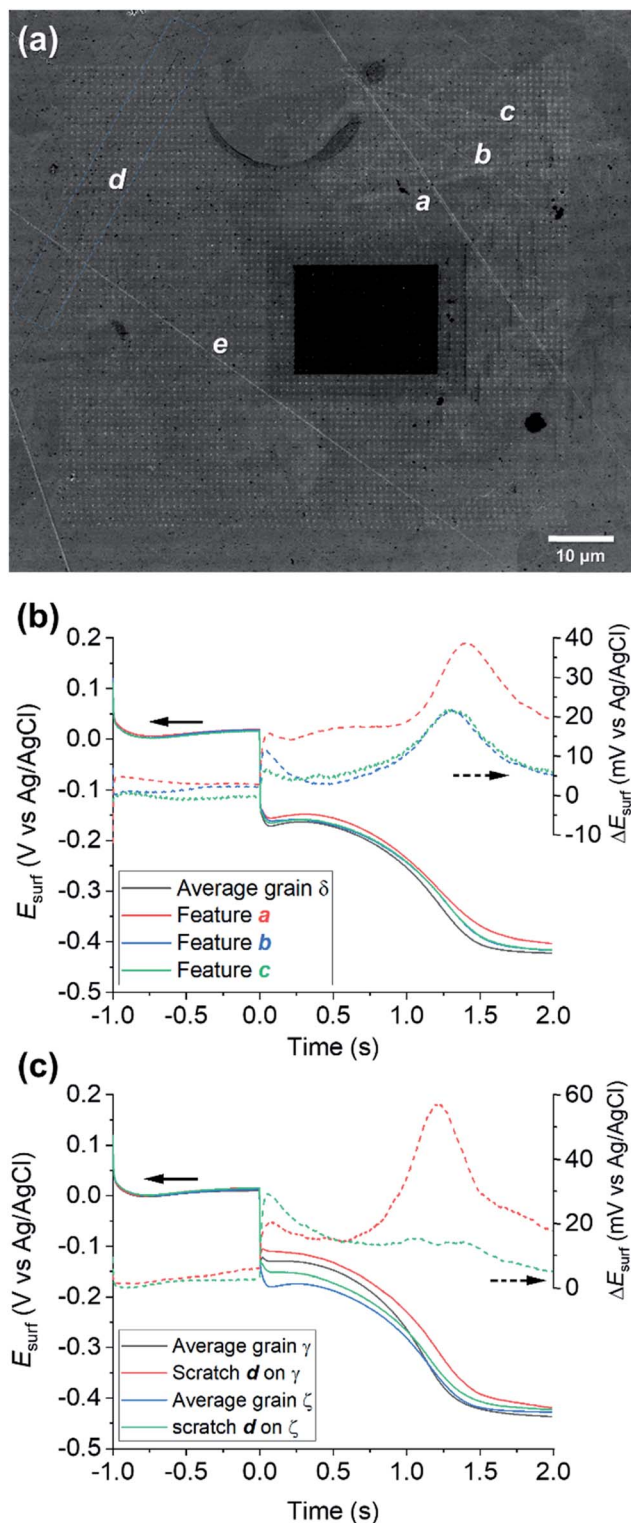 (a)
c
b
d
a
e
10 µm
(b)
0.2
0.1
0.0
-0.1
-0.2
-0.3
-0.4
-0.5
E_surf (V vs Ag/AgCl)
40
30
20
10
0
-10
ΔE_surf (mV vs Ag/AgCl)
Average grain δ
Feature a
Feature b
Feature c
-1.0 -0.5 0.0 0.5 1.0 1.5 2.0
Time (s)
(c)
0.2
0.1
0.0
-0.1
-0.2
-0.3
-0.4
-0.5
E_surf (V vs Ag/AgCl)
60
40
20
0
ΔE_surf (mV vs Ag/AgCl)
Average grain γ
Scratch d on γ
Average grain ζ
scratch d on ζ
-1.0 -0.5 0.0 0.5 1.0 1.5 2.0
Time (s)